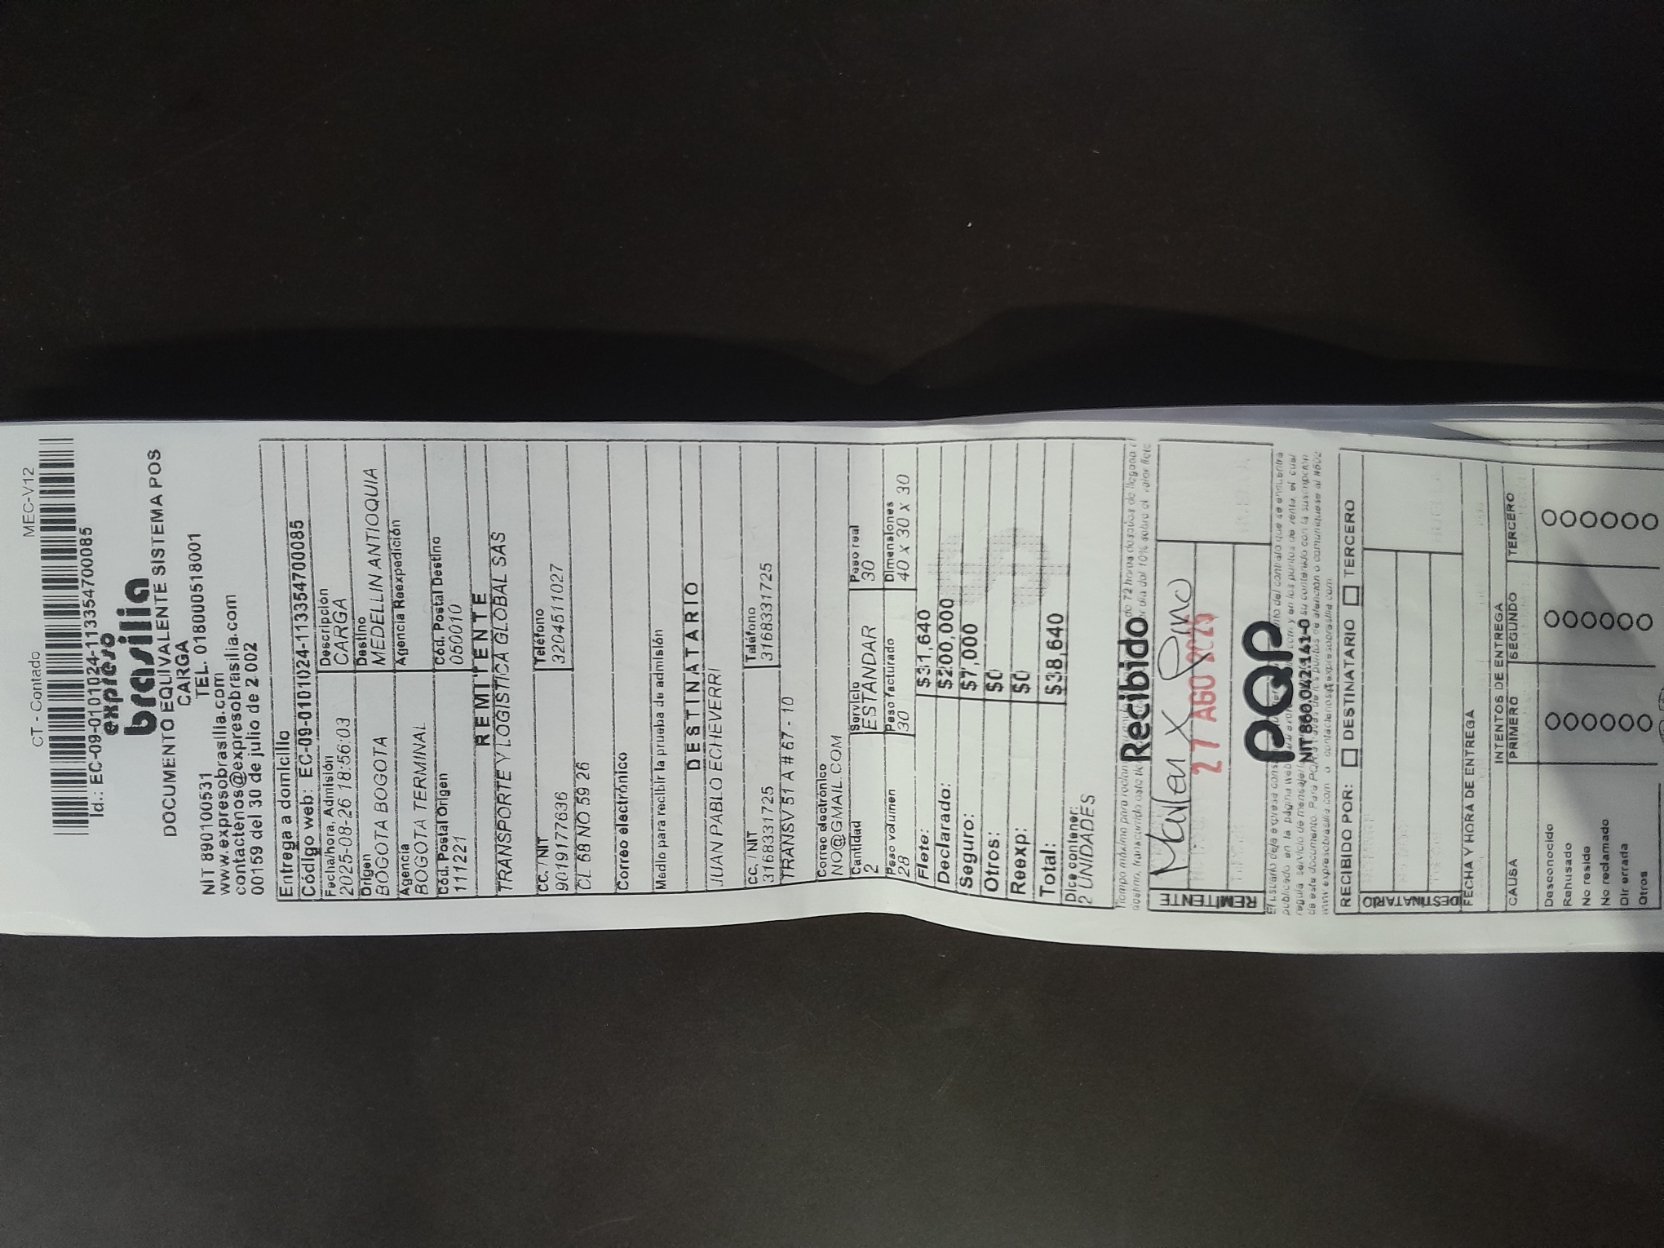 CT - Contado MEC-V12
Id.: EC-09-0101024-113354700085
expreso
brasilia
DOCUMENTO EQUIVALENTE SISTEMA POS
CARGA
TEL. 018000518001
NIT 890100531
www.expresobrasilia.com
contactenos@expresobrasilia.com
00159 del 30 de julio de 2002
Entrega a domicilio
Código web: EC-09-0101024-113354700085
Fecha/hora, Admisión Descripción
2025-08-26 18:56:03 CARGA
Origen Destino
BOGOTA BOGOTA MEDELLIN ANTIOQUIA
Agencia Agencia Reexpedición
BOGOTA TERMINAL
Cód. Postal Origen Cód. Postal Destino
111221 050010
REMITENTE
TRANSPORTE Y LOGISTICA GLOBAL SAS
CC. / NIT Teléfono
9019177636 3204511027
CL 68 NO 59 26
Correo electrónico
Medio para recibir la prueba de admisión
DESTINATARIO
JUAN PABLO ECHEVERRI
CC. / NIT Teléfono
3168331725 3168331725
TRANSV 51 A # 67 - 10
Correo electrónico
NO@GMAIL.COM
Cantidad Servicio Peso real
2 ESTANDAR 30
Peso volumen Peso facturado Dimensiones
28 30 40 x 30 x 30
Flete: $31,640
Declarado: $200,000
Seguro: $7,000
Otros: $0
Reexp: $0
Total: $38,640
Dice contener:
2 UNIDADES
Recibido
REMITENTE
27 AGO 2025
PQP
NIT 860.042.141-0
RECIBIDO POR: DESTINATARIO TERCERO
DESTINATARIO
FECHA Y HORA DE ENTREGA
INTENTOS DE ENTREGA
CAUSA PRIMERO SEGUNDO TERCERO
Desconocido
Rehusado
No reside
No reclamado
Dir errada
Otros